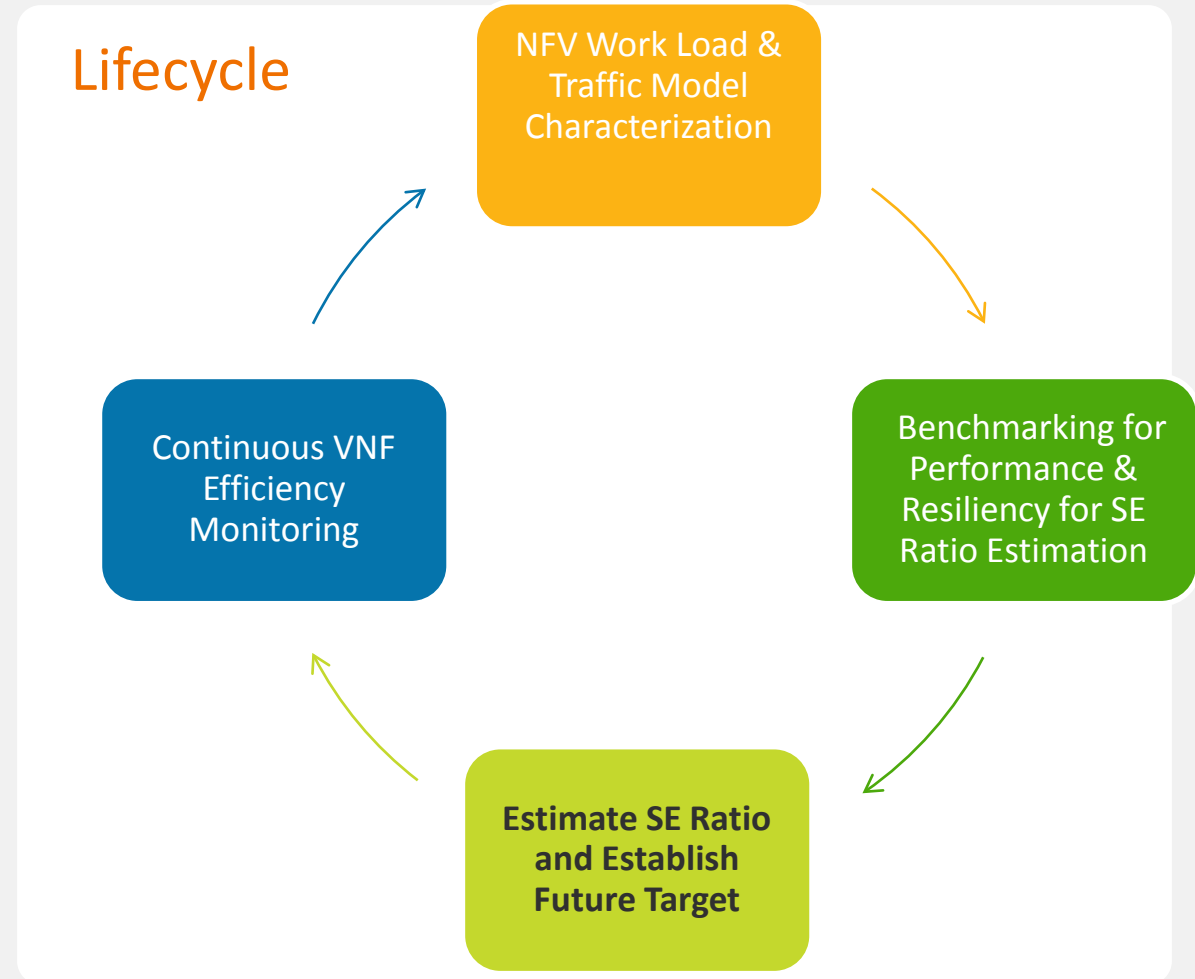 Lifecycle
NFV Work Load &
Traffic Model
Characterization
Benchmarking for
Performance &
Resiliency for SE
Ratio Estimation
Estimate SE Ratio
and Establish
Future Target
Continuous VNF
Efficiency
Monitoring